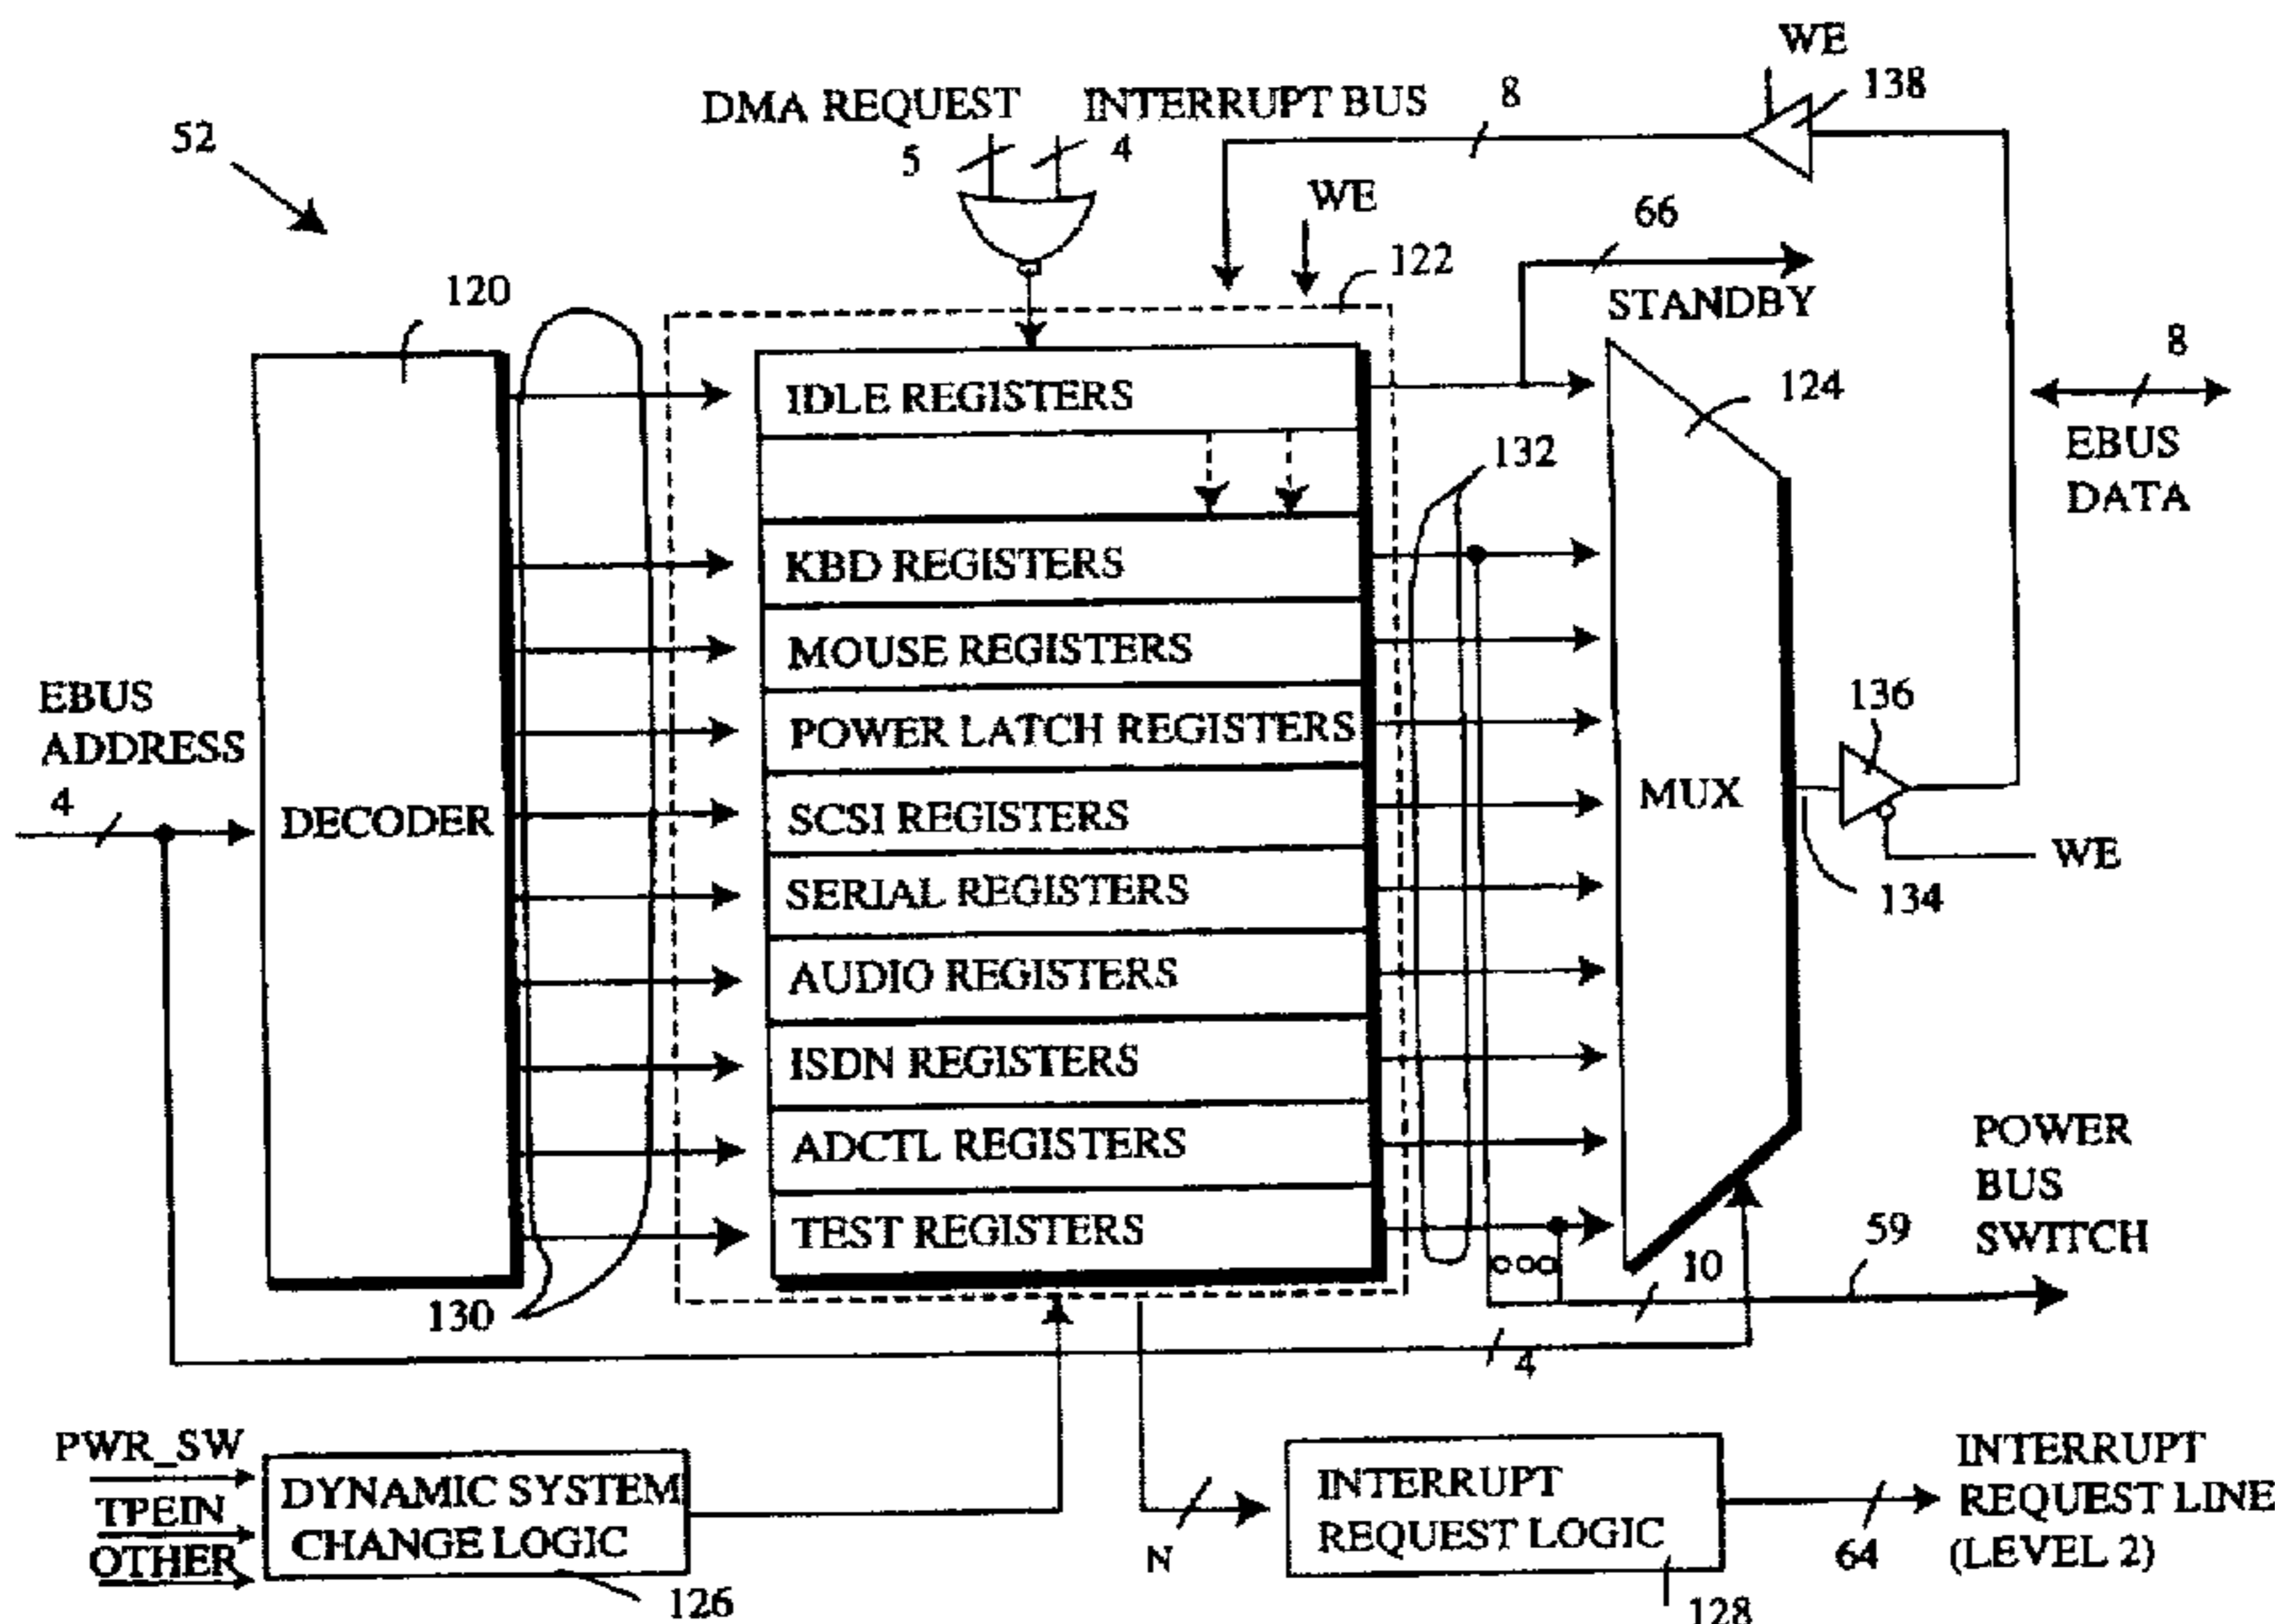 WE
138
DMA REQUEST
INTERRUPT BUS
8
5
4
52
WE
66
122
120
STANDBY
8
IDLE REGISTERS
124
EBUS
DATA
132
KBD REGISTERS
MOUSE REGISTERS
EBUS
ADDRESS
4
POWER LATCH REGISTERS
136
DECODER
SCSI REGISTERS
MUX
WE
134
SERIAL REGISTERS
AUDIO REGISTERS
ISDN REGISTERS
ADCTL REGISTERS
TEST REGISTERS
POWER
BUS
SWITCH
59
10
130
4
PWR_SW
TPEIN
OTHER
DYNAMIC SYSTEM
CHANGE LOGIC
126
N
INTERRUPT
REQUEST LOGIC
128
64
INTERRUPT
REQUEST LINE
(LEVEL 2)